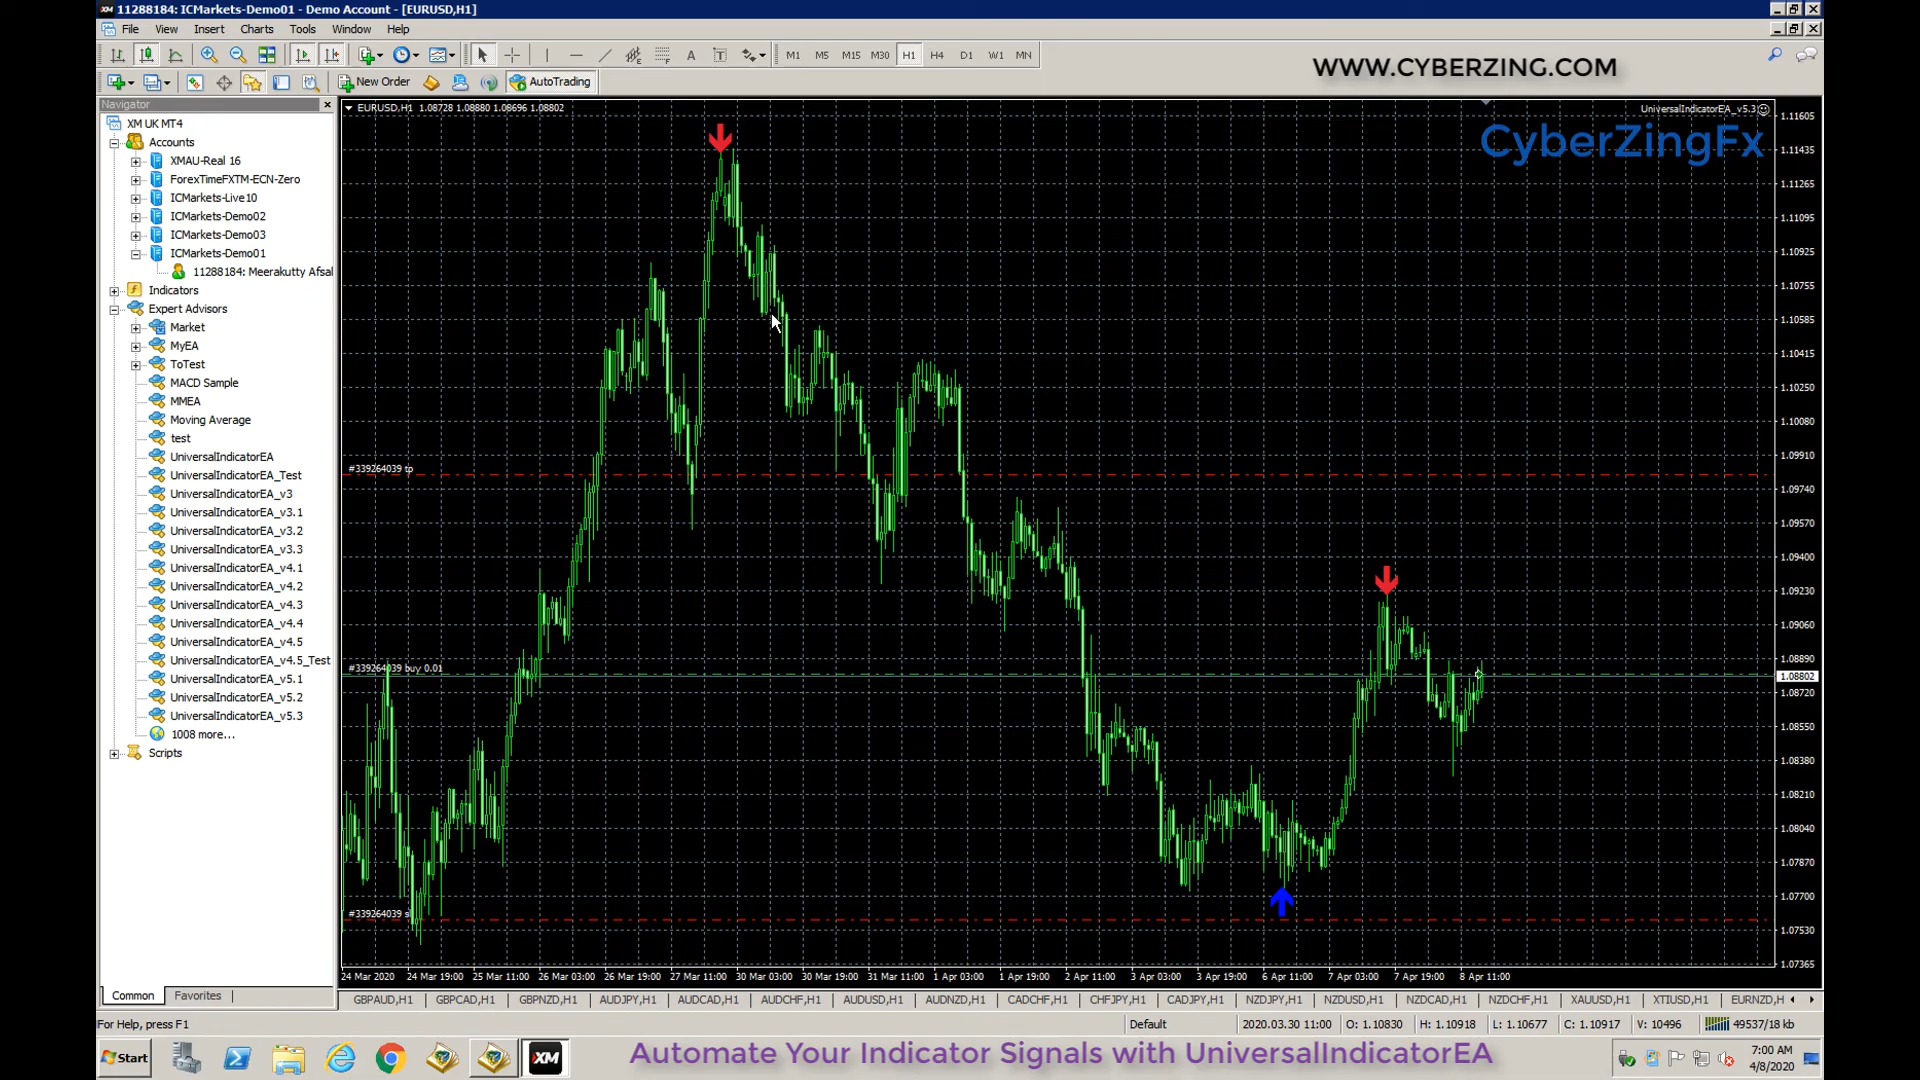 11288184: ICMarkets-Demo01 - Demo Account - [EURUSD,H1]
File View Insert Charts Tools Window Help
M1 M5 M15 M30 H1 H4 D1 W1 MN
New Order AutoTrading
WWW.CYBERZING.COM
Navigator
XM UK MT4
Accounts
XMAU-Real 16
ForexTimeFXTM-ECN-Zero
ICMarkets-Live10
ICMarkets-Demo02
ICMarkets-Demo03
ICMarkets-Demo01
11288184: Meerakutty Afsal
Indicators
Expert Advisors
Market
MyEA
ToTest
MACD Sample
MMEA
Moving Average
test
UniversalIndicatorEA
UniversalIndicatorEA_Test
UniversalIndicatorEA_v3
UniversalIndicatorEA_v3.1
UniversalIndicatorEA_v3.2
UniversalIndicatorEA_v3.3
UniversalIndicatorEA_v4.1
UniversalIndicatorEA_v4.2
UniversalIndicatorEA_v4.3
UniversalIndicatorEA_v4.4
UniversalIndicatorEA_v4.5
UniversalIndicatorEA_v4.5_Test
UniversalIndicatorEA_v5.1
UniversalIndicatorEA_v5.2
UniversalIndicatorEA_v5.3
1008 more...
Scripts
Common Favorites
EURUSD,H1 1.08728 1.08880 1.08696 1.08802
UniversalIndicatorEA_v5.3
CyberZingFx
#339264039 tp
#339264039 buy 0.01
#339264039 sl
1.11605
1.11435
1.11265
1.11095
1.10925
1.10755
1.10585
1.10415
1.10250
1.10080
1.09910
1.09740
1.09570
1.09400
1.09230
1.09060
1.08890
1.08802
1.08720
1.08550
1.08380
1.08210
1.08040
1.07870
1.07700
1.07530
1.07365
24 Mar 2020 24 Mar 19:00 25 Mar 11:00 26 Mar 03:00 26 Mar 19:00 27 Mar 11:00 30 Mar 03:00 30 Mar 19:00 31 Mar 11:00 1 Apr 03:00 1 Apr 19:00 2 Apr 11:00 3 Apr 03:00 3 Apr 19:00 6 Apr 11:00 7 Apr 03:00 7 Apr 19:00 8 Apr 11:00
GBPAUD,H1 GBPCAD,H1 GBPNZD,H1 AUDJPY,H1 AUDCAD,H1 AUDCHF,H1 AUDUSD,H1 AUDNZD,H1 CADCHF,H1 CHFJPY,H1 CADJPY,H1 NZDJPY,H1 NZDUSD,H1 NZDCAD,H1 NZDCHF,H1 XAUUSD,H1 XTIUSD,H1 EURNZD,H
For Help, press F1 Default 2020.03.30 11:00 O: 1.10830 H: 1.10918 L: 1.10677 C: 1.10917 V: 10496 49537/18 kb
Start XM Automate Your Indicator Signals with UniversalIndicatorEA
7:00 AM
4/8/2020